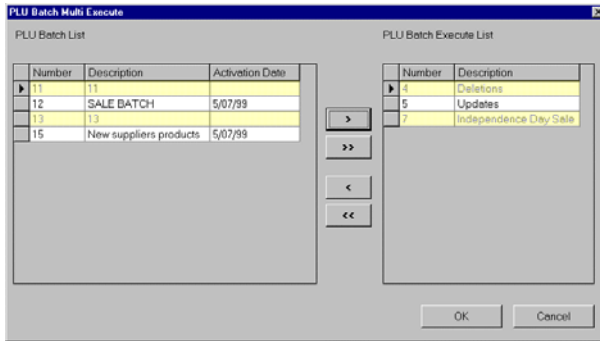 PLU Batch Multi Execute
PLU Batch List
PLU Batch Execute List
Number Description Activation Date
11 11
12 SALE BATCH 5/07/99
13 13
15 New suppliers products 5/07/99
>
>>
<
<<
Number Description
4 Deletions
5 Updates
7 Independence Day Sale
OK Cancel